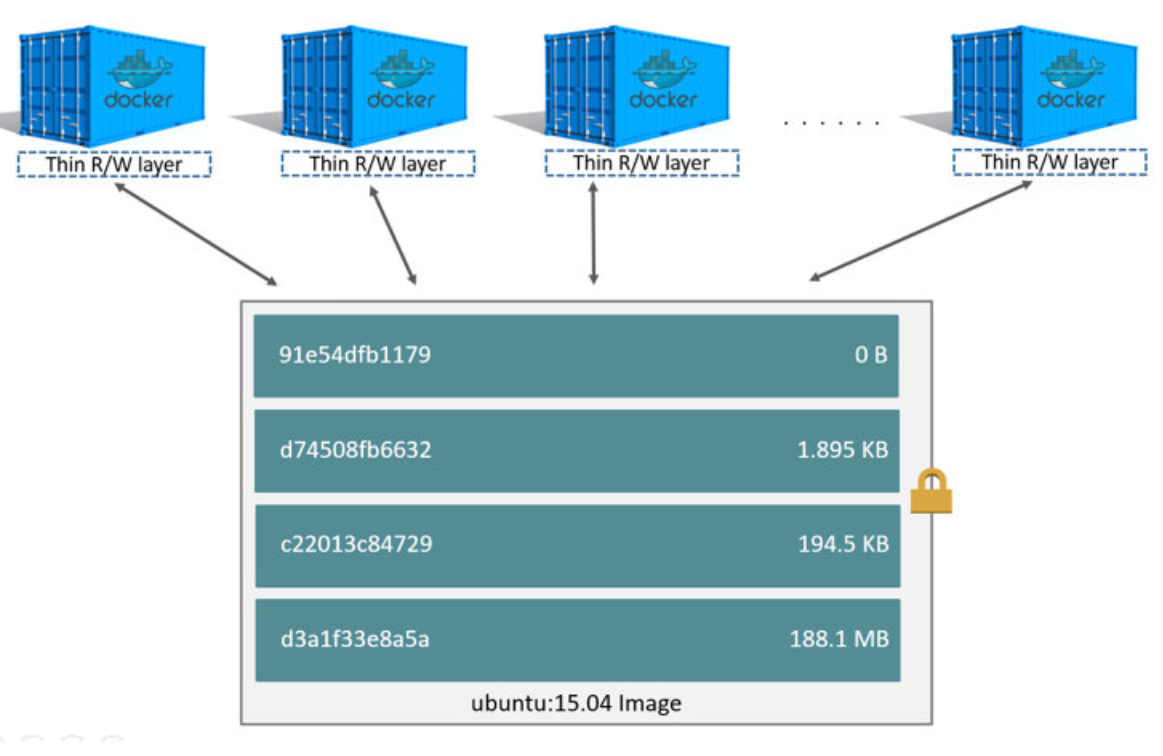 docker docker docker docker
Thin R/W layer Thin R/W layer Thin R/W layer . . . . . . Thin R/W layer
91e54dfb1179 0 B
d74508fb6632 1.895 KB
c22013c84729 194.5 KB
d3a1f33e8a5a 188.1 MB
ubuntu:15.04 Image